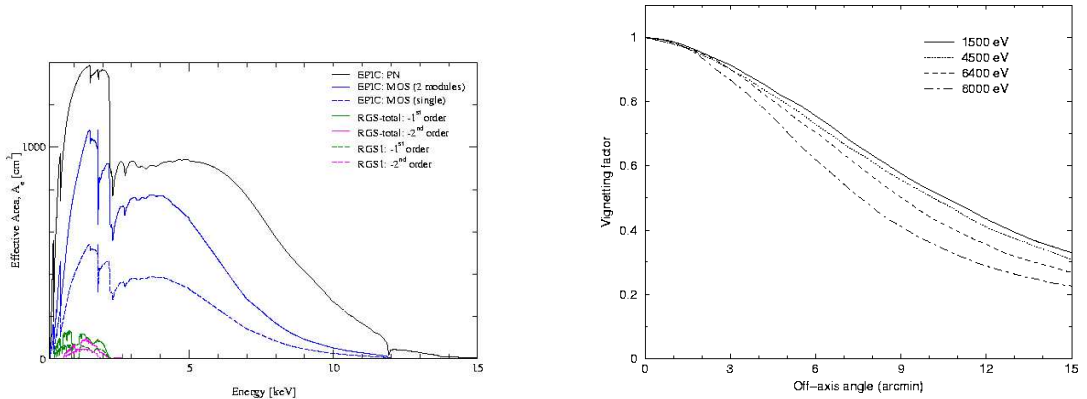 EPIC: PN
EPIC: MOS (2 modules)
EPIC: MOS (single)
RGS-total: -1st order
RGS-total: -2nd order
RGS1: -1st order
RGS1: -2nd order
Effective Area, Ae [cm2]
1000
0
0
5
10
15
Energy [keV]
1500 eV
4500 eV
6400 eV
8000 eV
Vignetting factor
1
0.8
0.6
0.4
0.2
0
0
3
6
9
12
15
Off-axis angle (arcmin)